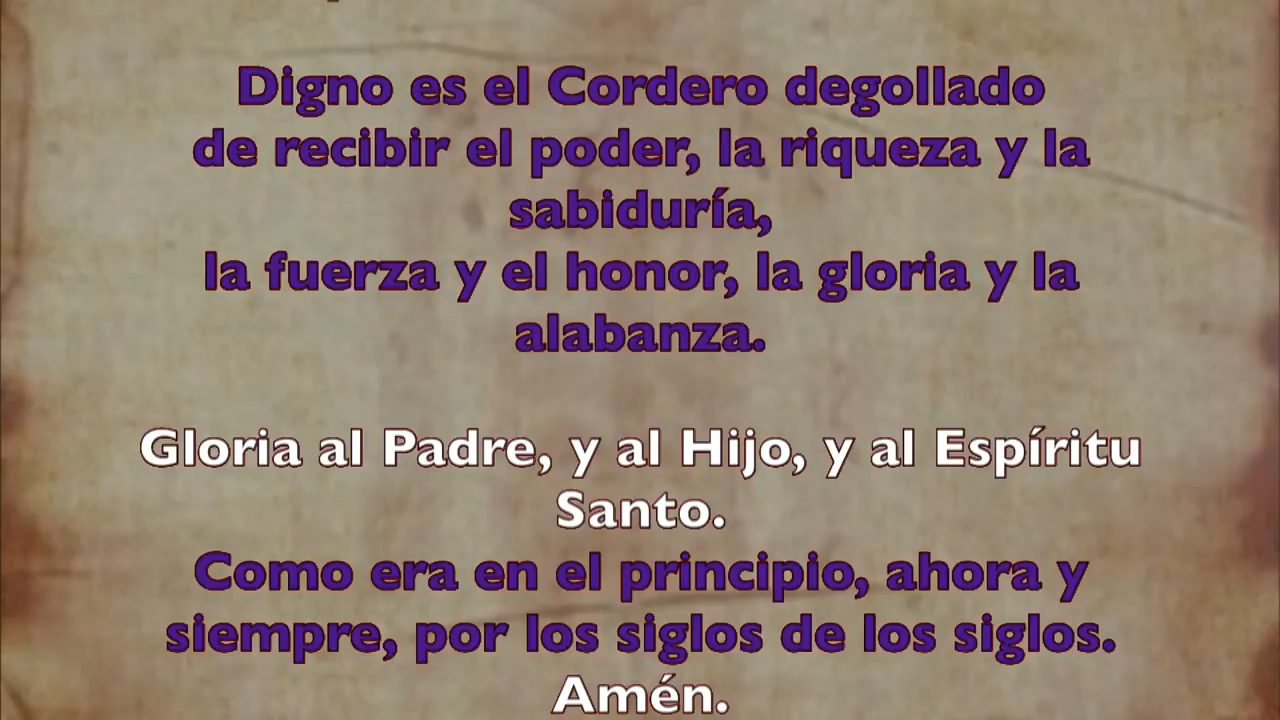 Digno es el Cordero degollado
de recibir el poder, la riqueza y la
sabiduría,
la fuerza y el honor, la gloria y la
alabanza.
Gloria al Padre, y al Hijo, y al Espíritu
Santo.
Como era en el principio, ahora y
siempre, por los siglos de los siglos.
Amén.